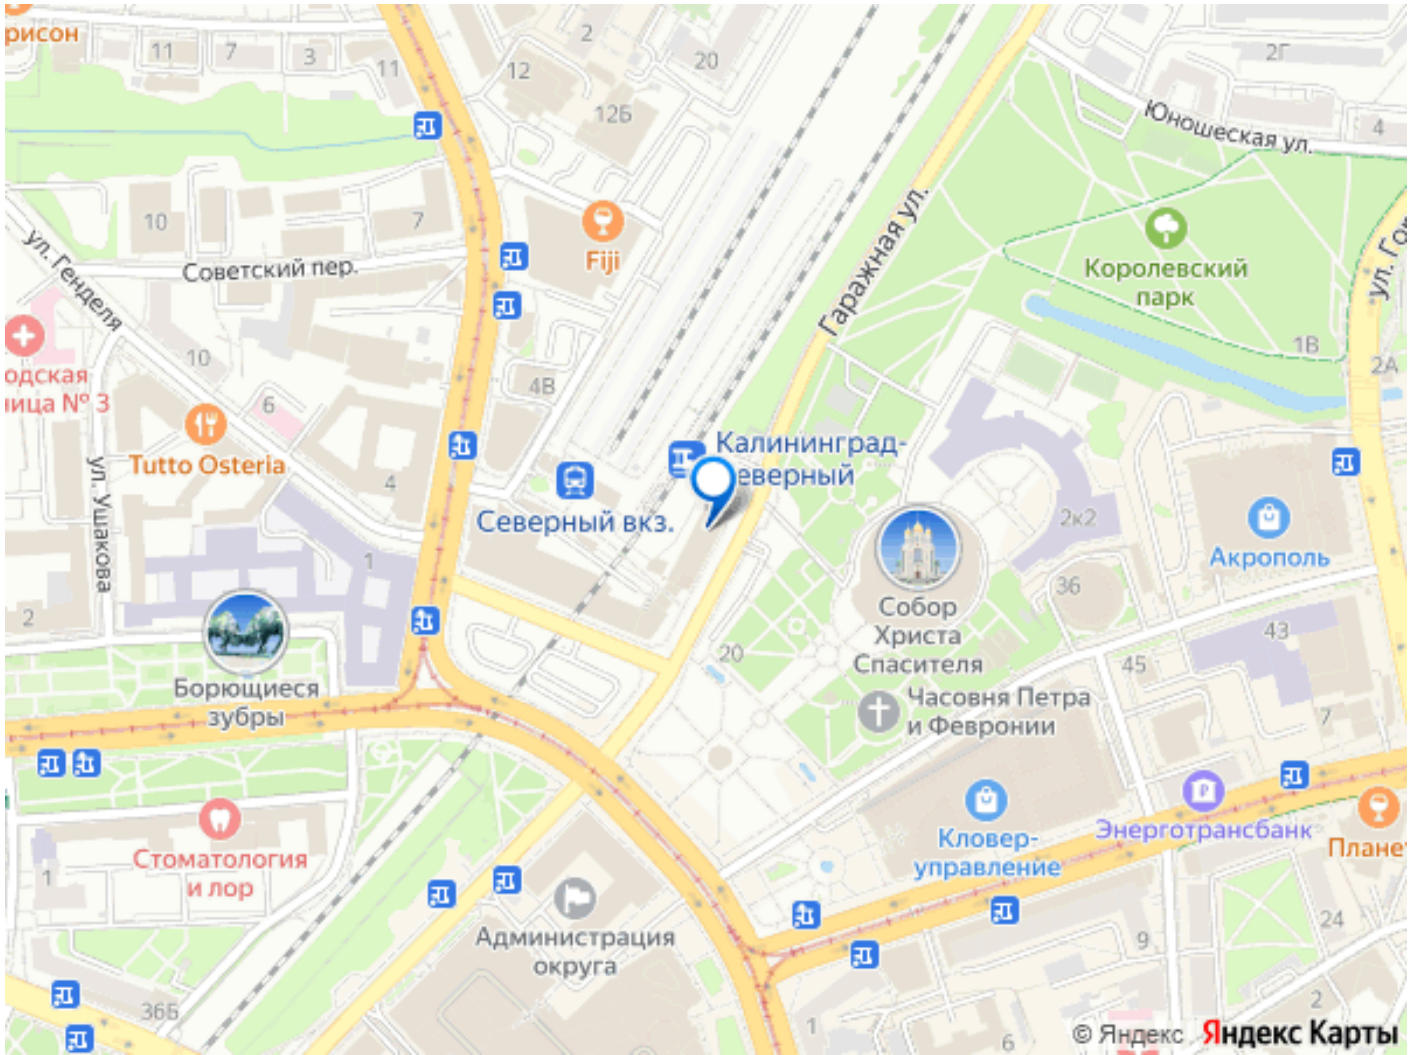 рисон
11
7
3
11
12
2
20
12Б
2Г
4
Юношеская ул.
10
7
ул. Генделя
Советский пер.
Fiji
Гаражная ул.
Королевский
парк
ул. Гор
1В
2А
10
одская
ница № 3
6
4В
Tutto Osteria
4
ул. Ушакова
Калининград-
еверный
Северный вкз.
2к2
Акрополь
1
2
36
Собор
Христа
Спасителя
20
43
45
Борющиеся
зубры
Часовня Петра
и Февронии
7
Стоматология
и лор
1
Кловер-
управление
Р
Энерготрансбанк
Плане
Администрация
округа
24
9
36Б
1
6
2
© Яндекс Яндекс Карты